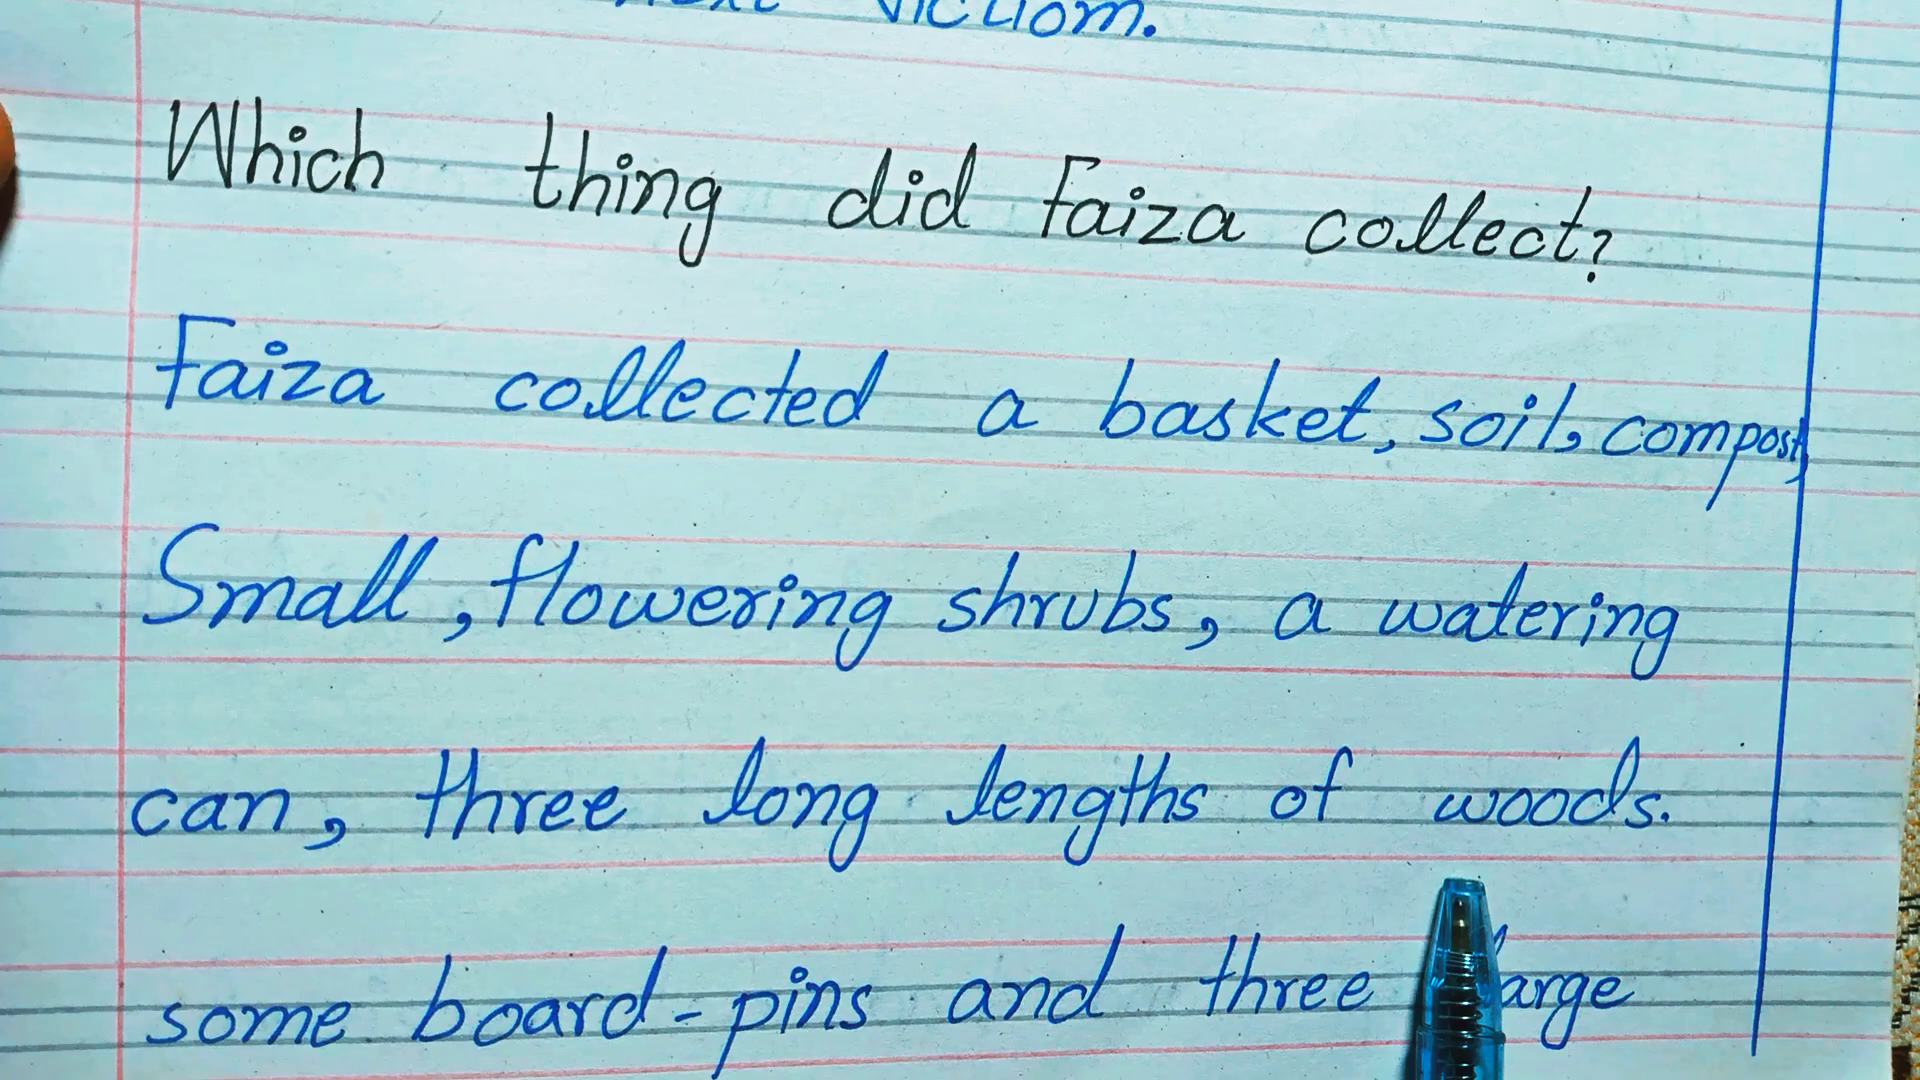 Which thing did Faiza collect?
Faiza collected a basket, soil, compost,
Small, flowering shrubs, a watering
can, three long lengths of woods.
some board-pins and three large